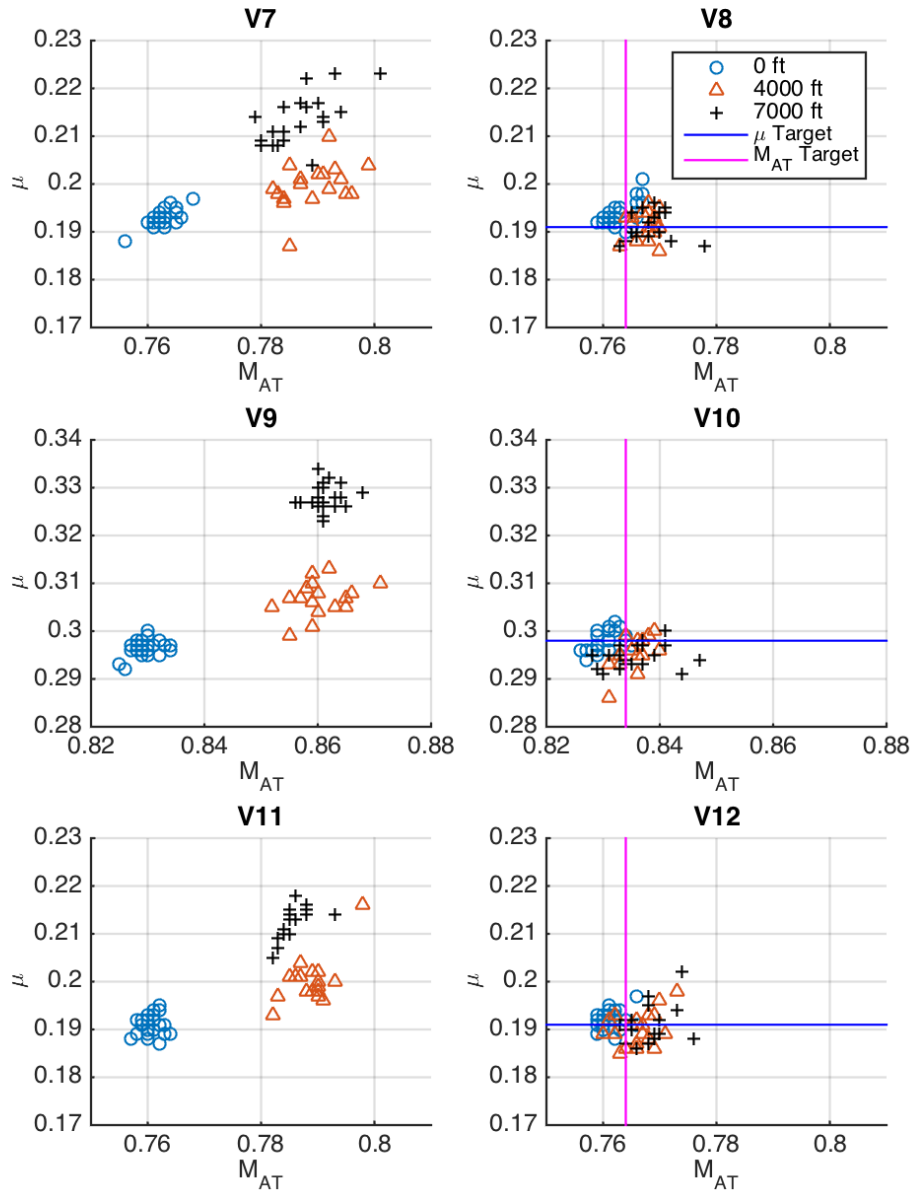 V7
0.23
0.22
0.21
0.2
0.19
0.18
0.17
μ
0.76 0.78 0.8
M_AT
V8
0.23
0.22
0.21
0.2
0.19
0.18
0.17
μ
0.76 0.78 0.8
M_AT
0 ft
4000 ft
7000 ft
μ Target
M_AT Target
V9
0.34
0.33
0.32
0.31
0.3
0.29
0.28
μ
0.82 0.84 0.86 0.88
M_AT
V10
0.34
0.33
0.32
0.31
0.3
0.29
0.28
μ
0.82 0.84 0.86 0.88
M_AT
V11
0.23
0.22
0.21
0.2
0.19
0.18
0.17
μ
0.76 0.78 0.8
M_AT
V12
0.23
0.22
0.21
0.2
0.19
0.18
0.17
μ
0.76 0.78 0.8
M_AT